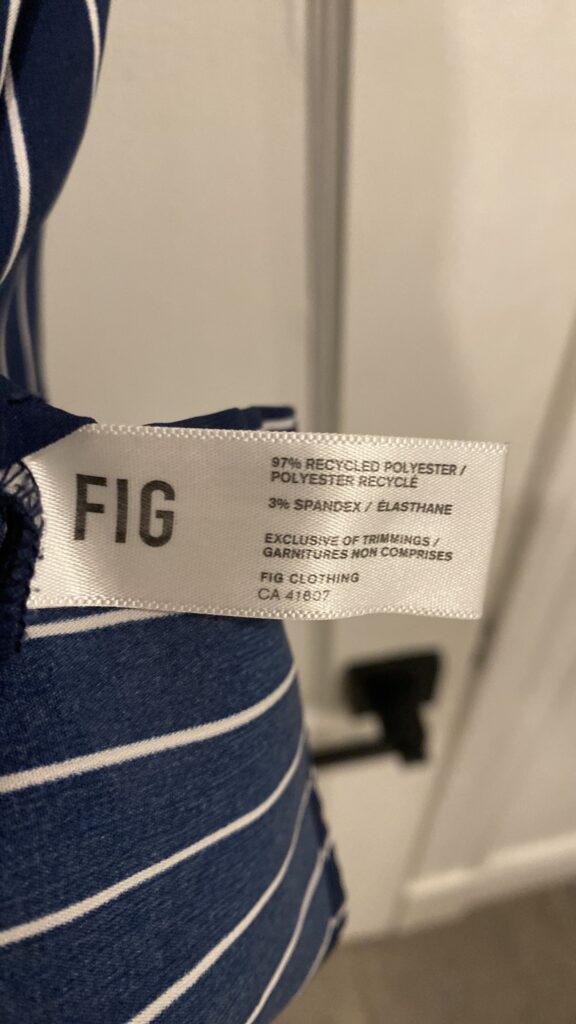 FIG
97% RECYCLED POLYESTER /
POLYESTER RECYCLÉ
3% SPANDEX / ÉLASTHANE
EXCLUSIVE OF TRIMMINGS /
GARNITURES NON COMPRISES
FIG CLOTHING
CA 41807